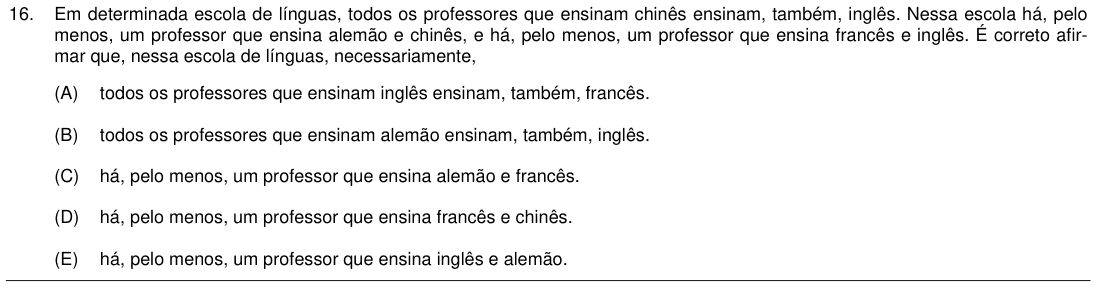 16. Em determinada escola de línguas, todos os professores que ensinam chinês ensinam, também, inglês. Nessa escola há, pelo
menos, um professor que ensina alemão e chinês, e há, pelo menos, um professor que ensina francês e inglês. É correto afir-
mar que, nessa escola de línguas, necessariamente,
(A) todos os professores que ensinam inglês ensinam, também, francês.
(B) todos os professores que ensinam alemão ensinam, também, inglês.
(C) há, pelo menos, um professor que ensina alemão e francês.
(D) há, pelo menos, um professor que ensina francês e chinês.
(E) há, pelo menos, um professor que ensina inglês e alemão.